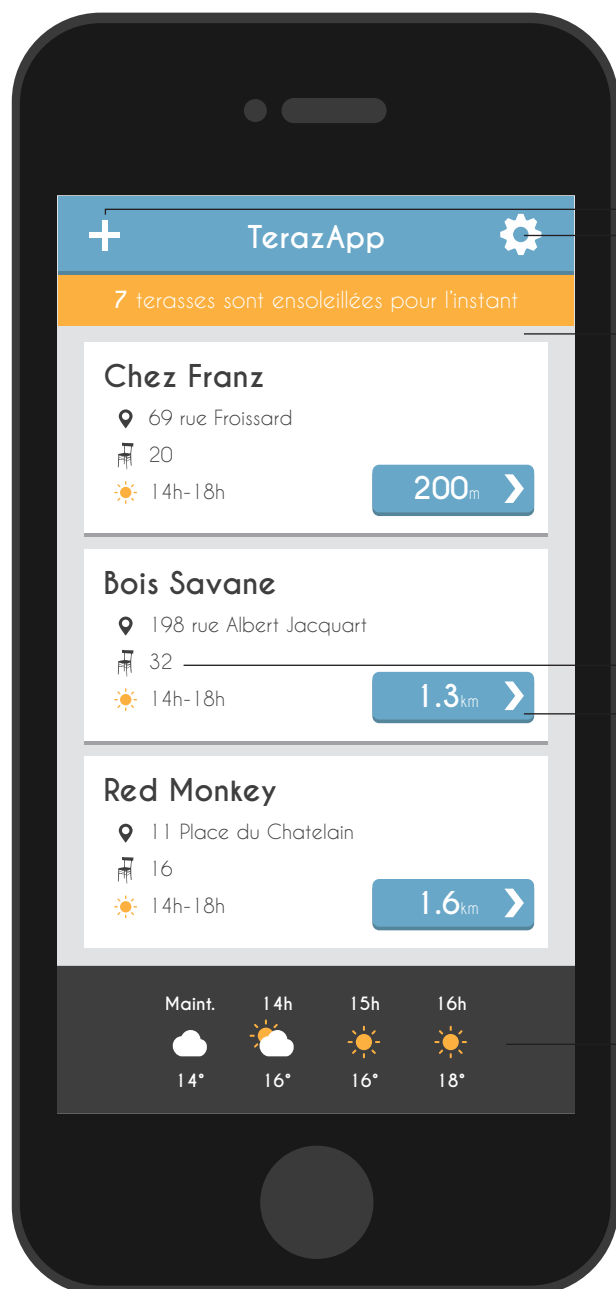 TerazApp
7 terasses sont ensoleillées pour l'instant
Chez Franz
69 rue Froissard
20
14h-18h
200m
Bois Savane
198 rue Albert Jacquart
32
14h-18h
1.3km
Red Monkey
11 Place du Chatelain
16
14h-18h
1.6km
Maint. 14h 15h 16h
14° 16° 16° 18°